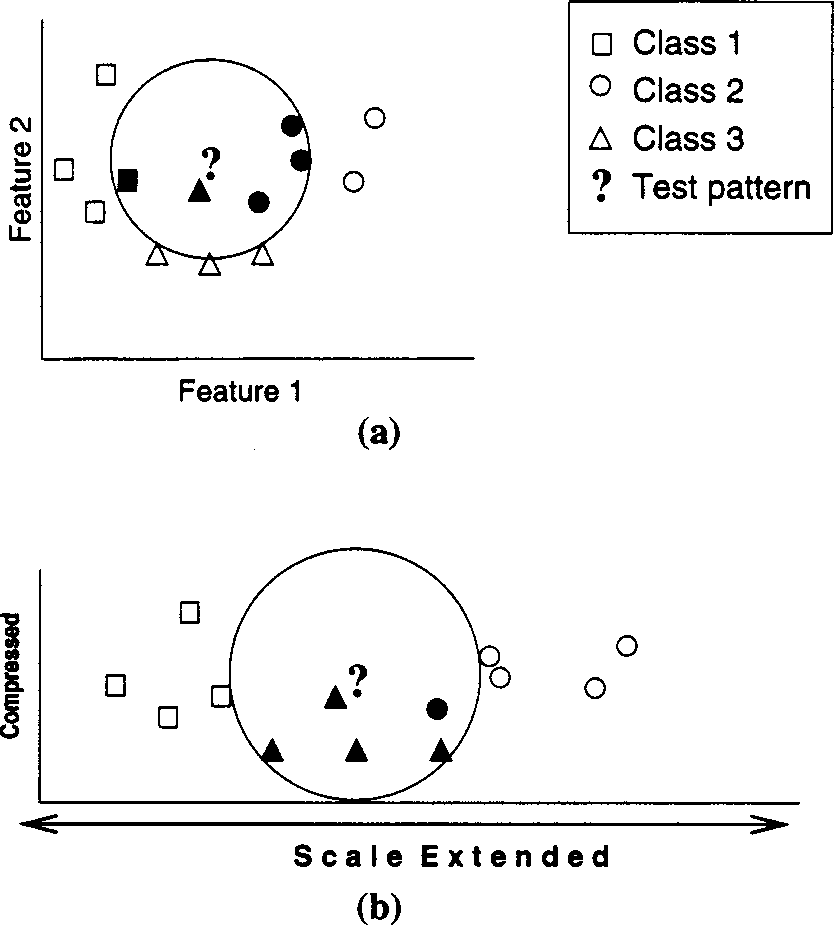 Class 1
Class 2
Class 3
? Test pattern
Feature 2
?
Feature 1
(a)
Compressed
?
Scale Extended
(b)